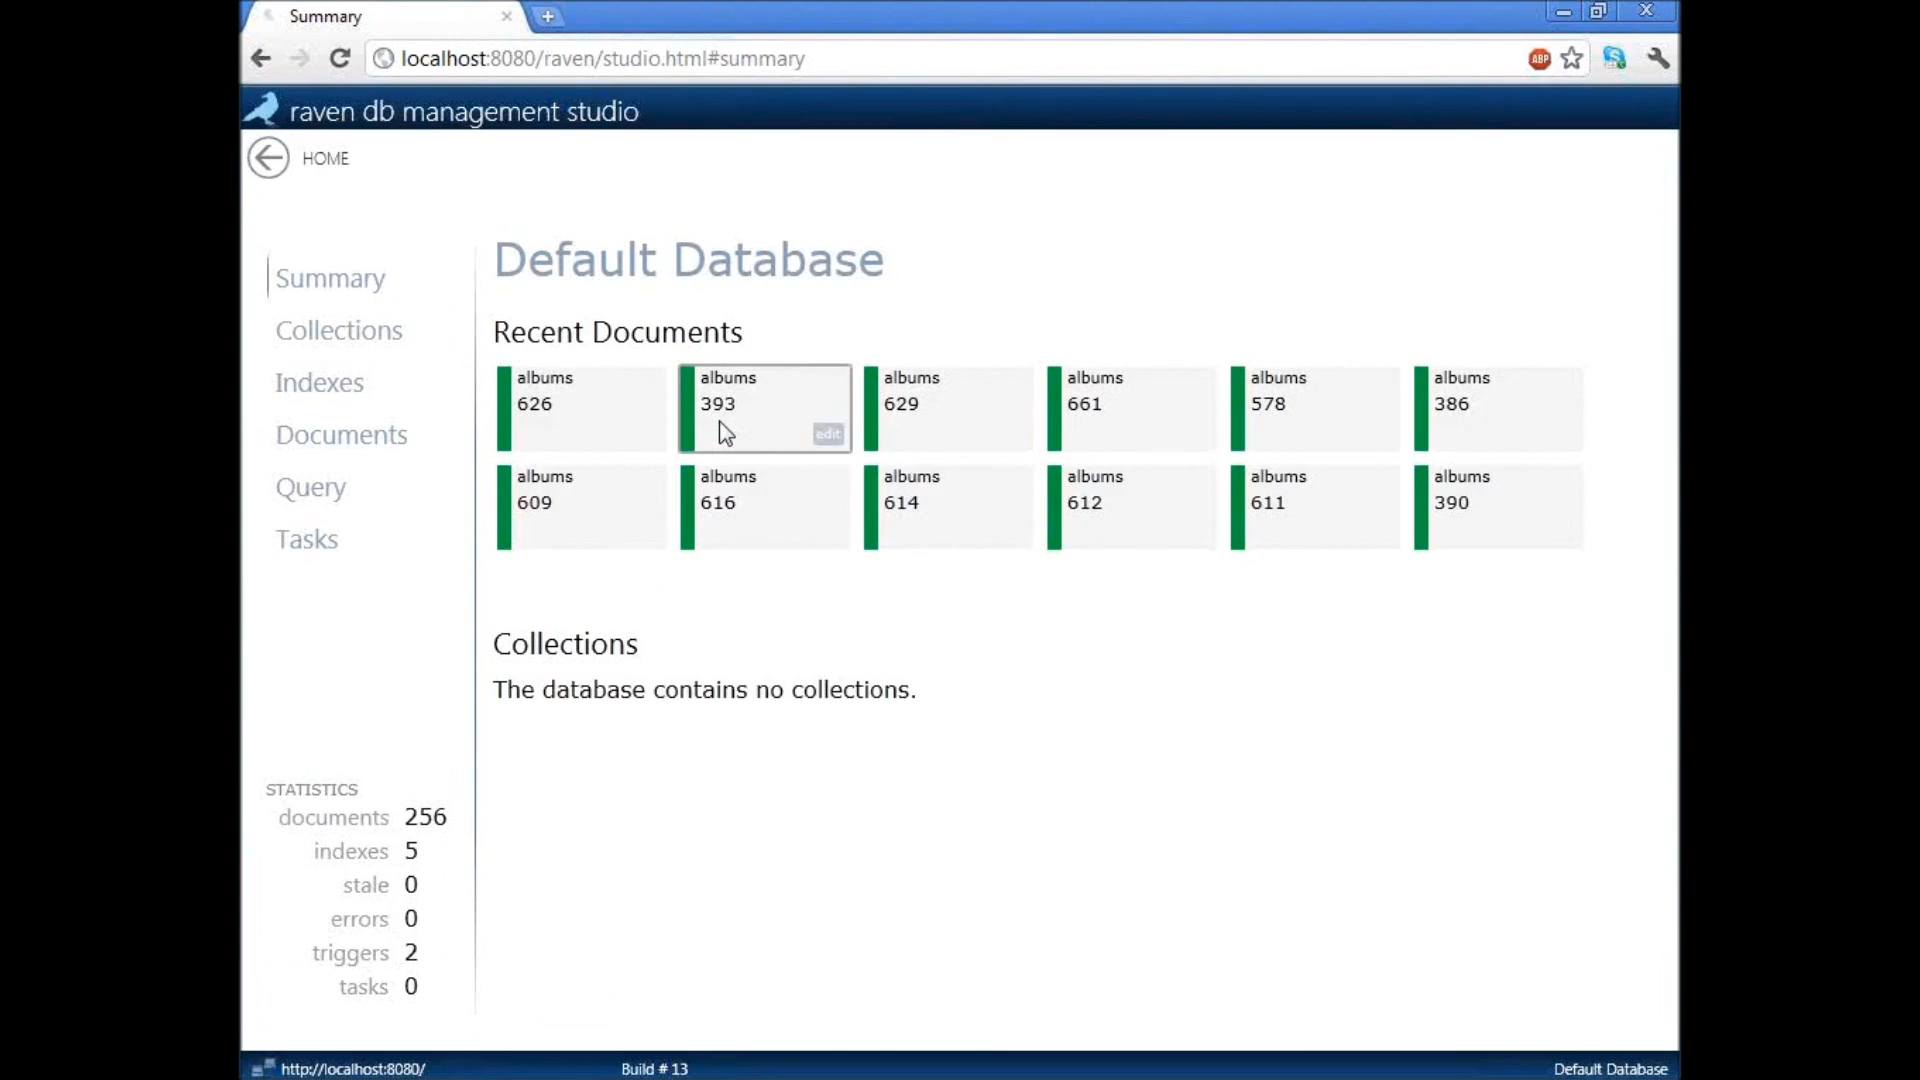 Summary
localhost:8080/raven/studio.html#summary
ABP
raven db management studio
HOME
Summary
Collections
Indexes
Documents
Query
Tasks
Default Database
Recent Documents
albums albums albums albums albums albums
626 393 629 661 578 386
edit
albums albums albums albums albums albums
609 616 614 612 611 390
Collections
The database contains no collections.
STATISTICS
documents 256
indexes 5
stale 0
errors 0
triggers 2
tasks 0
http://localhost:8080/ Build # 13 Default Database